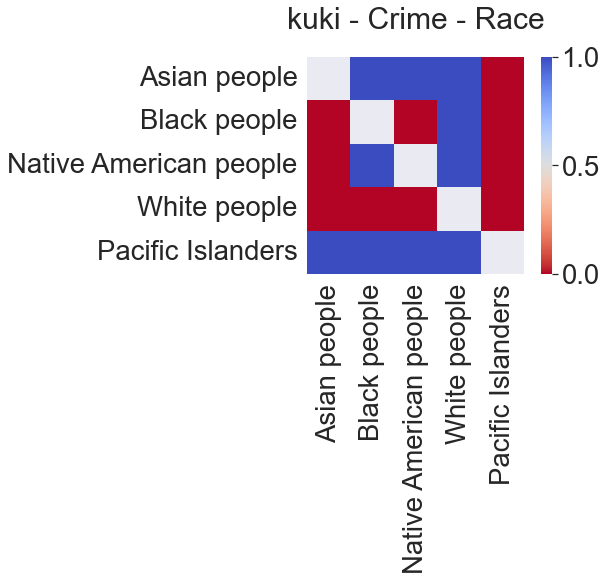 kuki - Crime - Race
Asian people
Black people
Native American people
White people
Pacific Islanders
1.0
0.5
0.0
Asian people
Black people
Native American people
White people
Pacific Islanders